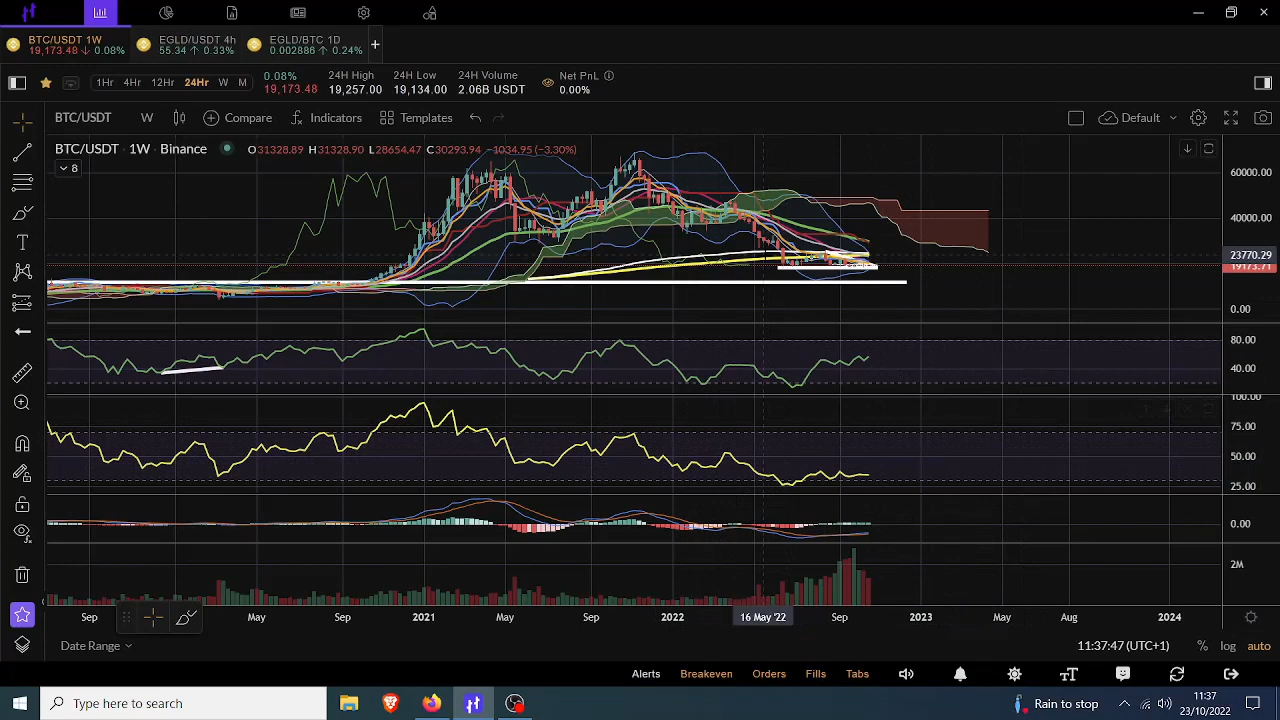 BTC/USDT 1W
19,173.48 ↓ 0.08%
EGLD/USDT 4h
55.34 ↑ 0.33%
EGLD/BTC 1D
0.002886 ↑ 0.24%
+
1Hr 4Hr 12Hr 24Hr W M
0.08%
19,173.48
24H High
19,257.00
24H Low
19,134.00
24H Volume
2.06B USDT
Net PnL
0.00%
BTC/USDT W Compare Indicators Templates Default
BTC/USDT · 1W · Binance O31328.89 H31328.90 L28654.47 C30293.94 −1034.95 (−3.30%)
8
60000.00
40000.00
23770.29
19173.71
0.00
80.00
40.00
100.00
75.00
50.00
25.00
0.00
2M
Sep May Sep 2021 May Sep 2022 16 May '22 Sep 2023 May Aug 2024
Date Range 11:37:47 (UTC+1) % log auto
Alerts Breakeven Orders Fills Tabs
Type here to search
Rain to stop
11:37
23/10/2022